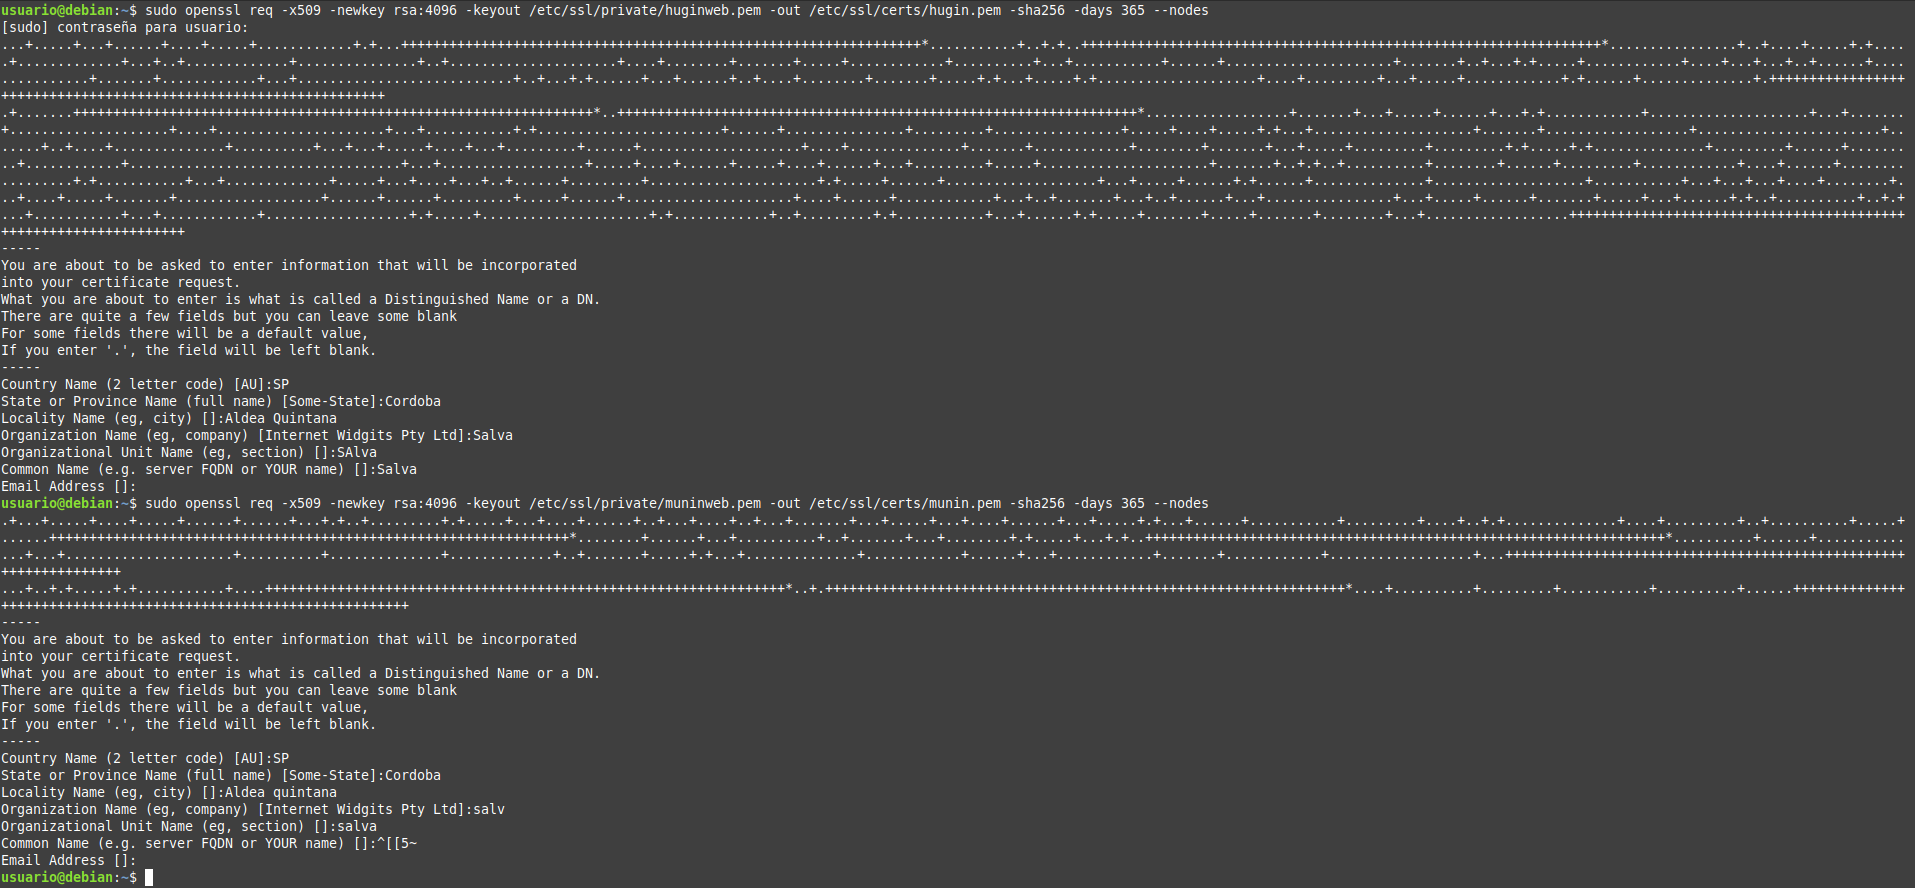 usuario@debian:~$ sudo openssl req -x509 -newkey rsa:4096 -keyout /etc/ssl/private/huginweb.pem -out /etc/ssl/certs/hugin.pem -sha256 -days 365 --nodes
[sudo] contraseña para usuario:
-----
You are about to be asked to enter information that will be incorporated
into your certificate request.
What you are about to enter is what is called a Distinguished Name or a DN.
There are quite a few fields but you can leave some blank
For some fields there will be a default value,
If you enter '.', the field will be left blank.
-----
Country Name (2 letter code) [AU]:SP
State or Province Name (full name) [Some-State]:Cordoba
Locality Name (eg, city) []:Aldea Quintana
Organization Name (eg, company) [Internet Widgits Pty Ltd]:Salva
Organizational Unit Name (eg, section) []:SAlva
Common Name (e.g. server FQDN or YOUR name) []:Salva
Email Address []:
usuario@debian:~$ sudo openssl req -x509 -newkey rsa:4096 -keyout /etc/ssl/private/muninweb.pem -out /etc/ssl/certs/munin.pem -sha256 -days 365 --nodes
-----
You are about to be asked to enter information that will be incorporated
into your certificate request.
What you are about to enter is what is called a Distinguished Name or a DN.
There are quite a few fields but you can leave some blank
For some fields there will be a default value,
If you enter '.', the field will be left blank.
-----
Country Name (2 letter code) [AU]:SP
State or Province Name (full name) [Some-State]:Cordoba
Locality Name (eg, city) []:Aldea quintana
Organization Name (eg, company) [Internet Widgits Pty Ltd]:salv
Organizational Unit Name (eg, section) []:salva
Common Name (e.g. server FQDN or YOUR name) []:^[[5~
Email Address []:
usuario@debian:~$